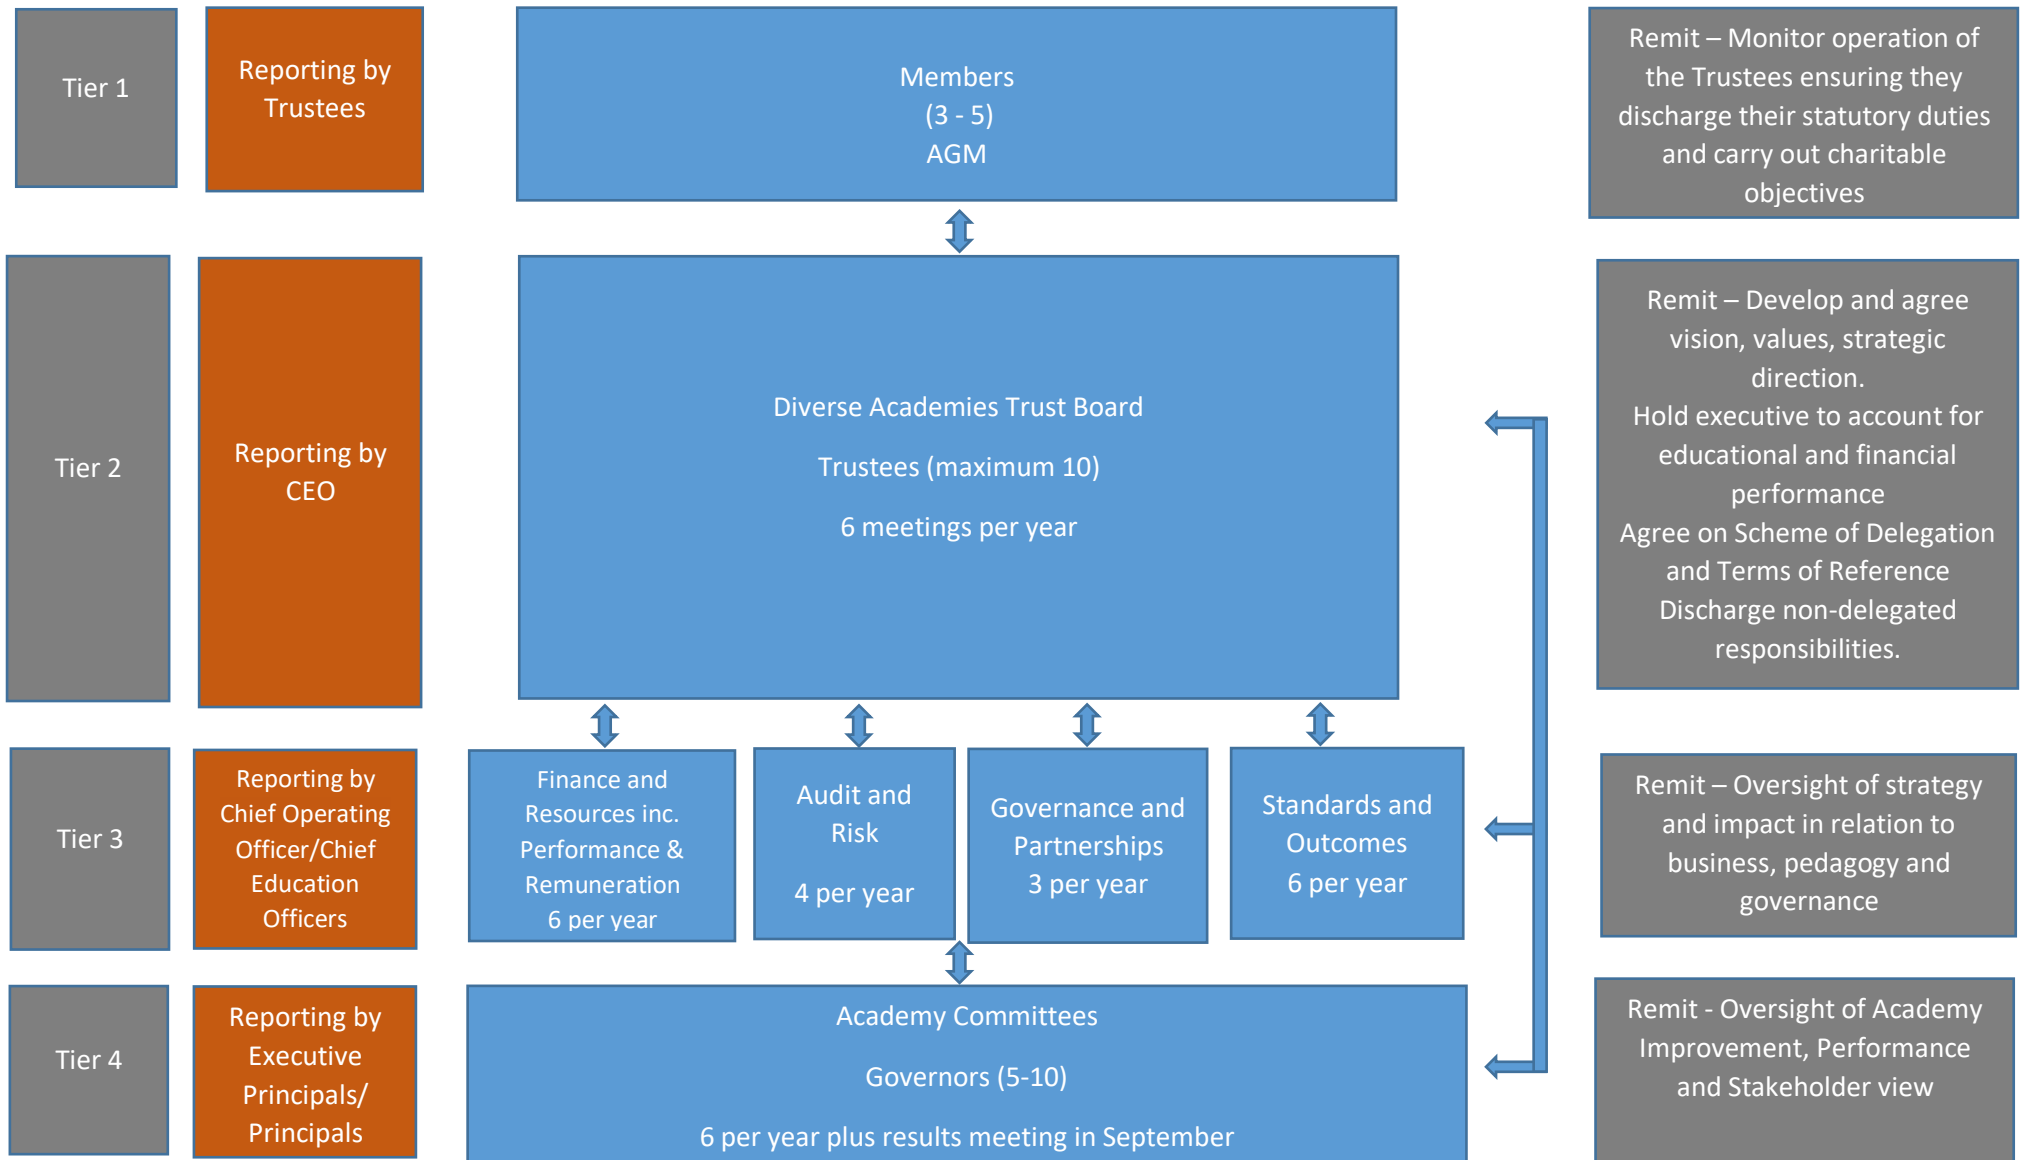 Tier 1
Reporting by
Trustees
Members
(3 - 5)
AGM
Remit – Monitor operation of
the Trustees ensuring they
discharge their statutory duties
and carry out charitable
objectives
Tier 2
Reporting by
CEO
Diverse Academies Trust Board
Trustees (maximum 10)
6 meetings per year
Remit – Develop and agree
vision, values, strategic
direction.
Hold executive to account for
educational and financial
performance
Agree on Scheme of Delegation
and Terms of Reference
Discharge non-delegated
responsibilities.
Tier 3
Reporting by
Chief Operating
Officer/Chief
Education
Officers
Finance and
Resources inc.
Performance &
Remuneration
6 per year
Audit and
Risk
4 per year
Governance and
Partnerships
3 per year
Standards and
Outcomes
6 per year
Remit – Oversight of strategy
and impact in relation to
business, pedagogy and
governance
Tier 4
Reporting by
Executive
Principals/
Principals
Academy Committees
Governors (5-10)
6 per year plus results meeting in September
Remit - Oversight of Academy
Improvement, Performance
and Stakeholder view